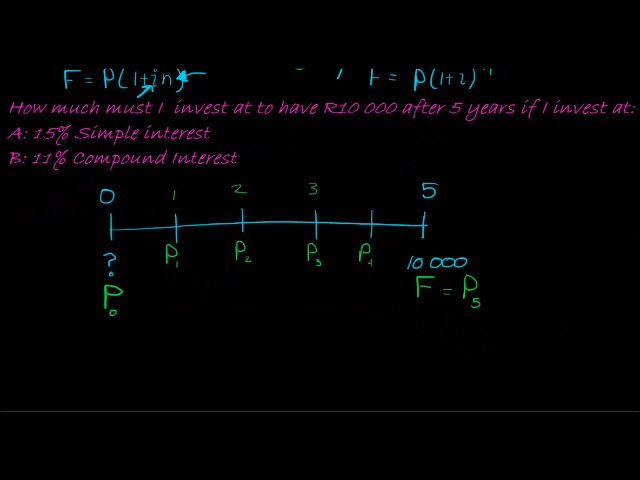 F = P(1+in)
F = P(1+i)
How much must I invest at to have R10 000 after 5 years if I invest at:
A: 15% Simple interest
B: 11% Compound Interest
0 1 2 3 5
? P1 P2 P3 P4 10 000
P0 F = P5